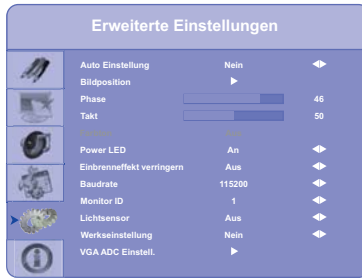 Erweiterte Einstellungen
Auto Einstellung Nein
Bildposition
Phase 46
Takt 50
Power LED An
Einbrenneffekt verringern Aus
Baudrate 115200
Monitor ID 1
Lichtsensor Aus
Werkseinstellung Nein
VGA ADC Einstell.